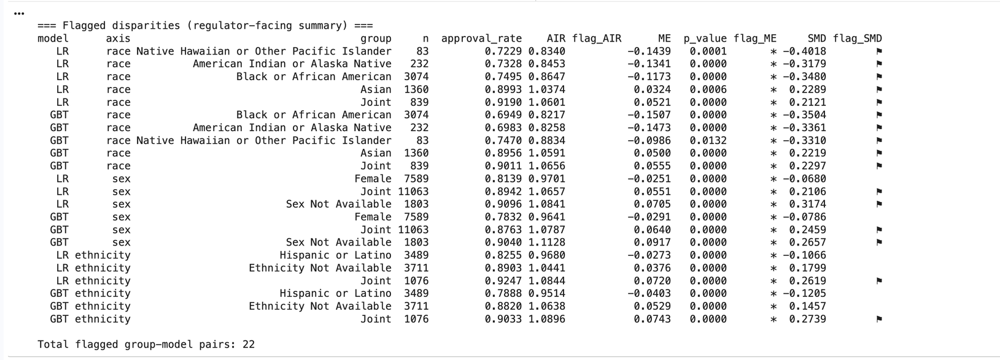 •••
=== Flagged disparities (regulator-facing summary) ===
model axis group n approval_rate AIR flag_AIR ME p_value flag_ME SMD flag_SMD
LR race Native Hawaiian or Other Pacific Islander 83 0.7229 0.8340 −0.1439 0.0001 * −0.4018 ⚑
LR race American Indian or Alaska Native 232 0.7328 0.8453 −0.1341 0.0000 * −0.3179 ⚑
LR race Black or African American 3074 0.7495 0.8647 −0.1173 0.0000 * −0.3480 ⚑
LR race Asian 1360 0.8993 1.0374 0.0324 0.0006 * 0.2289 ⚑
LR race Joint 839 0.9190 1.0601 0.0521 0.0000 * 0.2121 ⚑
GBT race Black or African American 3074 0.6949 0.8217 −0.1507 0.0000 * −0.3504 ⚑
GBT race American Indian or Alaska Native 232 0.6983 0.8258 −0.1473 0.0000 * −0.3361 ⚑
GBT race Native Hawaiian or Other Pacific Islander 83 0.7470 0.8834 −0.0986 0.0132 * −0.3310 ⚑
GBT race Asian 1360 0.8956 1.0591 0.0500 0.0000 * 0.2219 ⚑
GBT race Joint 839 0.9011 1.0656 0.0555 0.0000 * 0.2297 ⚑
LR sex Female 7589 0.8139 0.9701 −0.0251 0.0000 * −0.0680
LR sex Joint 11063 0.8942 1.0657 0.0551 0.0000 * 0.2106 ⚑
LR sex Sex Not Available 1803 0.9096 1.0841 0.0705 0.0000 * 0.3174 ⚑
GBT sex Female 7589 0.7832 0.9641 −0.0291 0.0000 * −0.0786
GBT sex Joint 11063 0.8763 1.0787 0.0640 0.0000 * 0.2459 ⚑
GBT sex Sex Not Available 1803 0.9040 1.1128 0.0917 0.0000 * 0.2657 ⚑
LR ethnicity Hispanic or Latino 3489 0.8255 0.9680 −0.0273 0.0000 * −0.1066
LR ethnicity Ethnicity Not Available 3711 0.8903 1.0441 0.0376 0.0000 * 0.1799
LR ethnicity Joint 1076 0.9247 1.0844 0.0720 0.0000 * 0.2619 ⚑
GBT ethnicity Hispanic or Latino 3489 0.7888 0.9514 −0.0403 0.0000 * −0.1205
GBT ethnicity Ethnicity Not Available 3711 0.8820 1.0638 0.0529 0.0000 * 0.1457
GBT ethnicity Joint 1076 0.9033 1.0896 0.0743 0.0000 * 0.2739 ⚑
Total flagged group-model pairs: 22